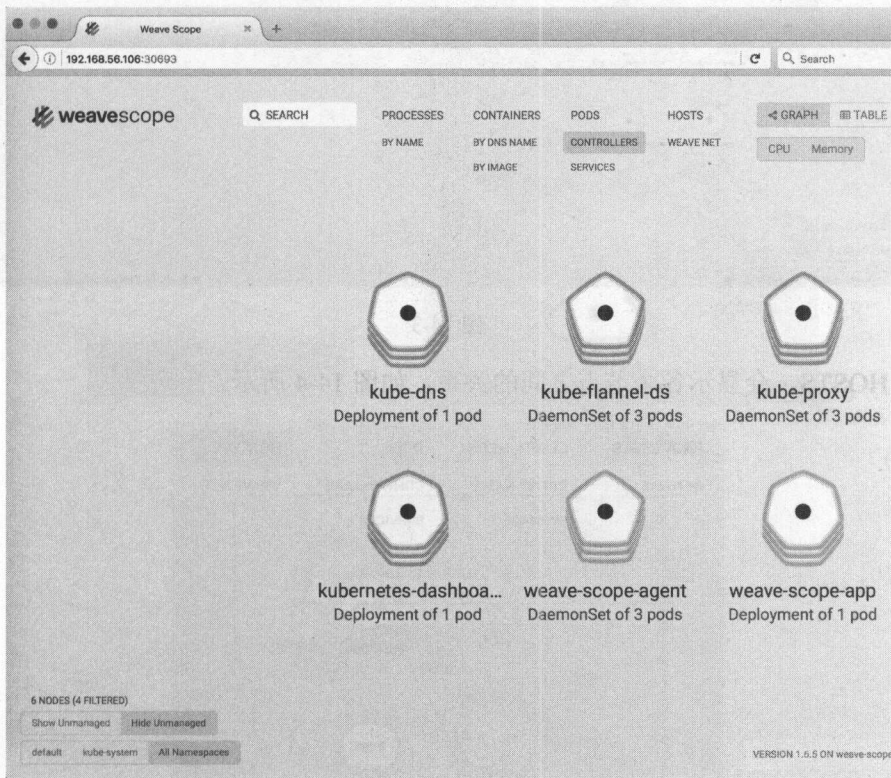 Weave Scope
192.168.56.106:30693
Search
weavescope
SEARCH
PROCESSES CONTAINERS PODS HOSTS
GRAPH TABLE
BY NAME BY DNS NAME CONTROLLERS WEAVE NET
CPU Memory
BY IMAGE SERVICES
kube-dns
Deployment of 1 pod
kube-flannel-ds
DaemonSet of 3 pods
kube-proxy
DaemonSet of 3 pods
kubernetes-dashboa...
Deployment of 1 pod
weave-scope-agent
DaemonSet of 3 pods
weave-scope-app
Deployment of 1 pod
6 NODES (4 FILTERED)
Show Unmanaged Hide Unmanaged
default kube-system All Namespaces
VERSION 1.6.5 ON weave-scope